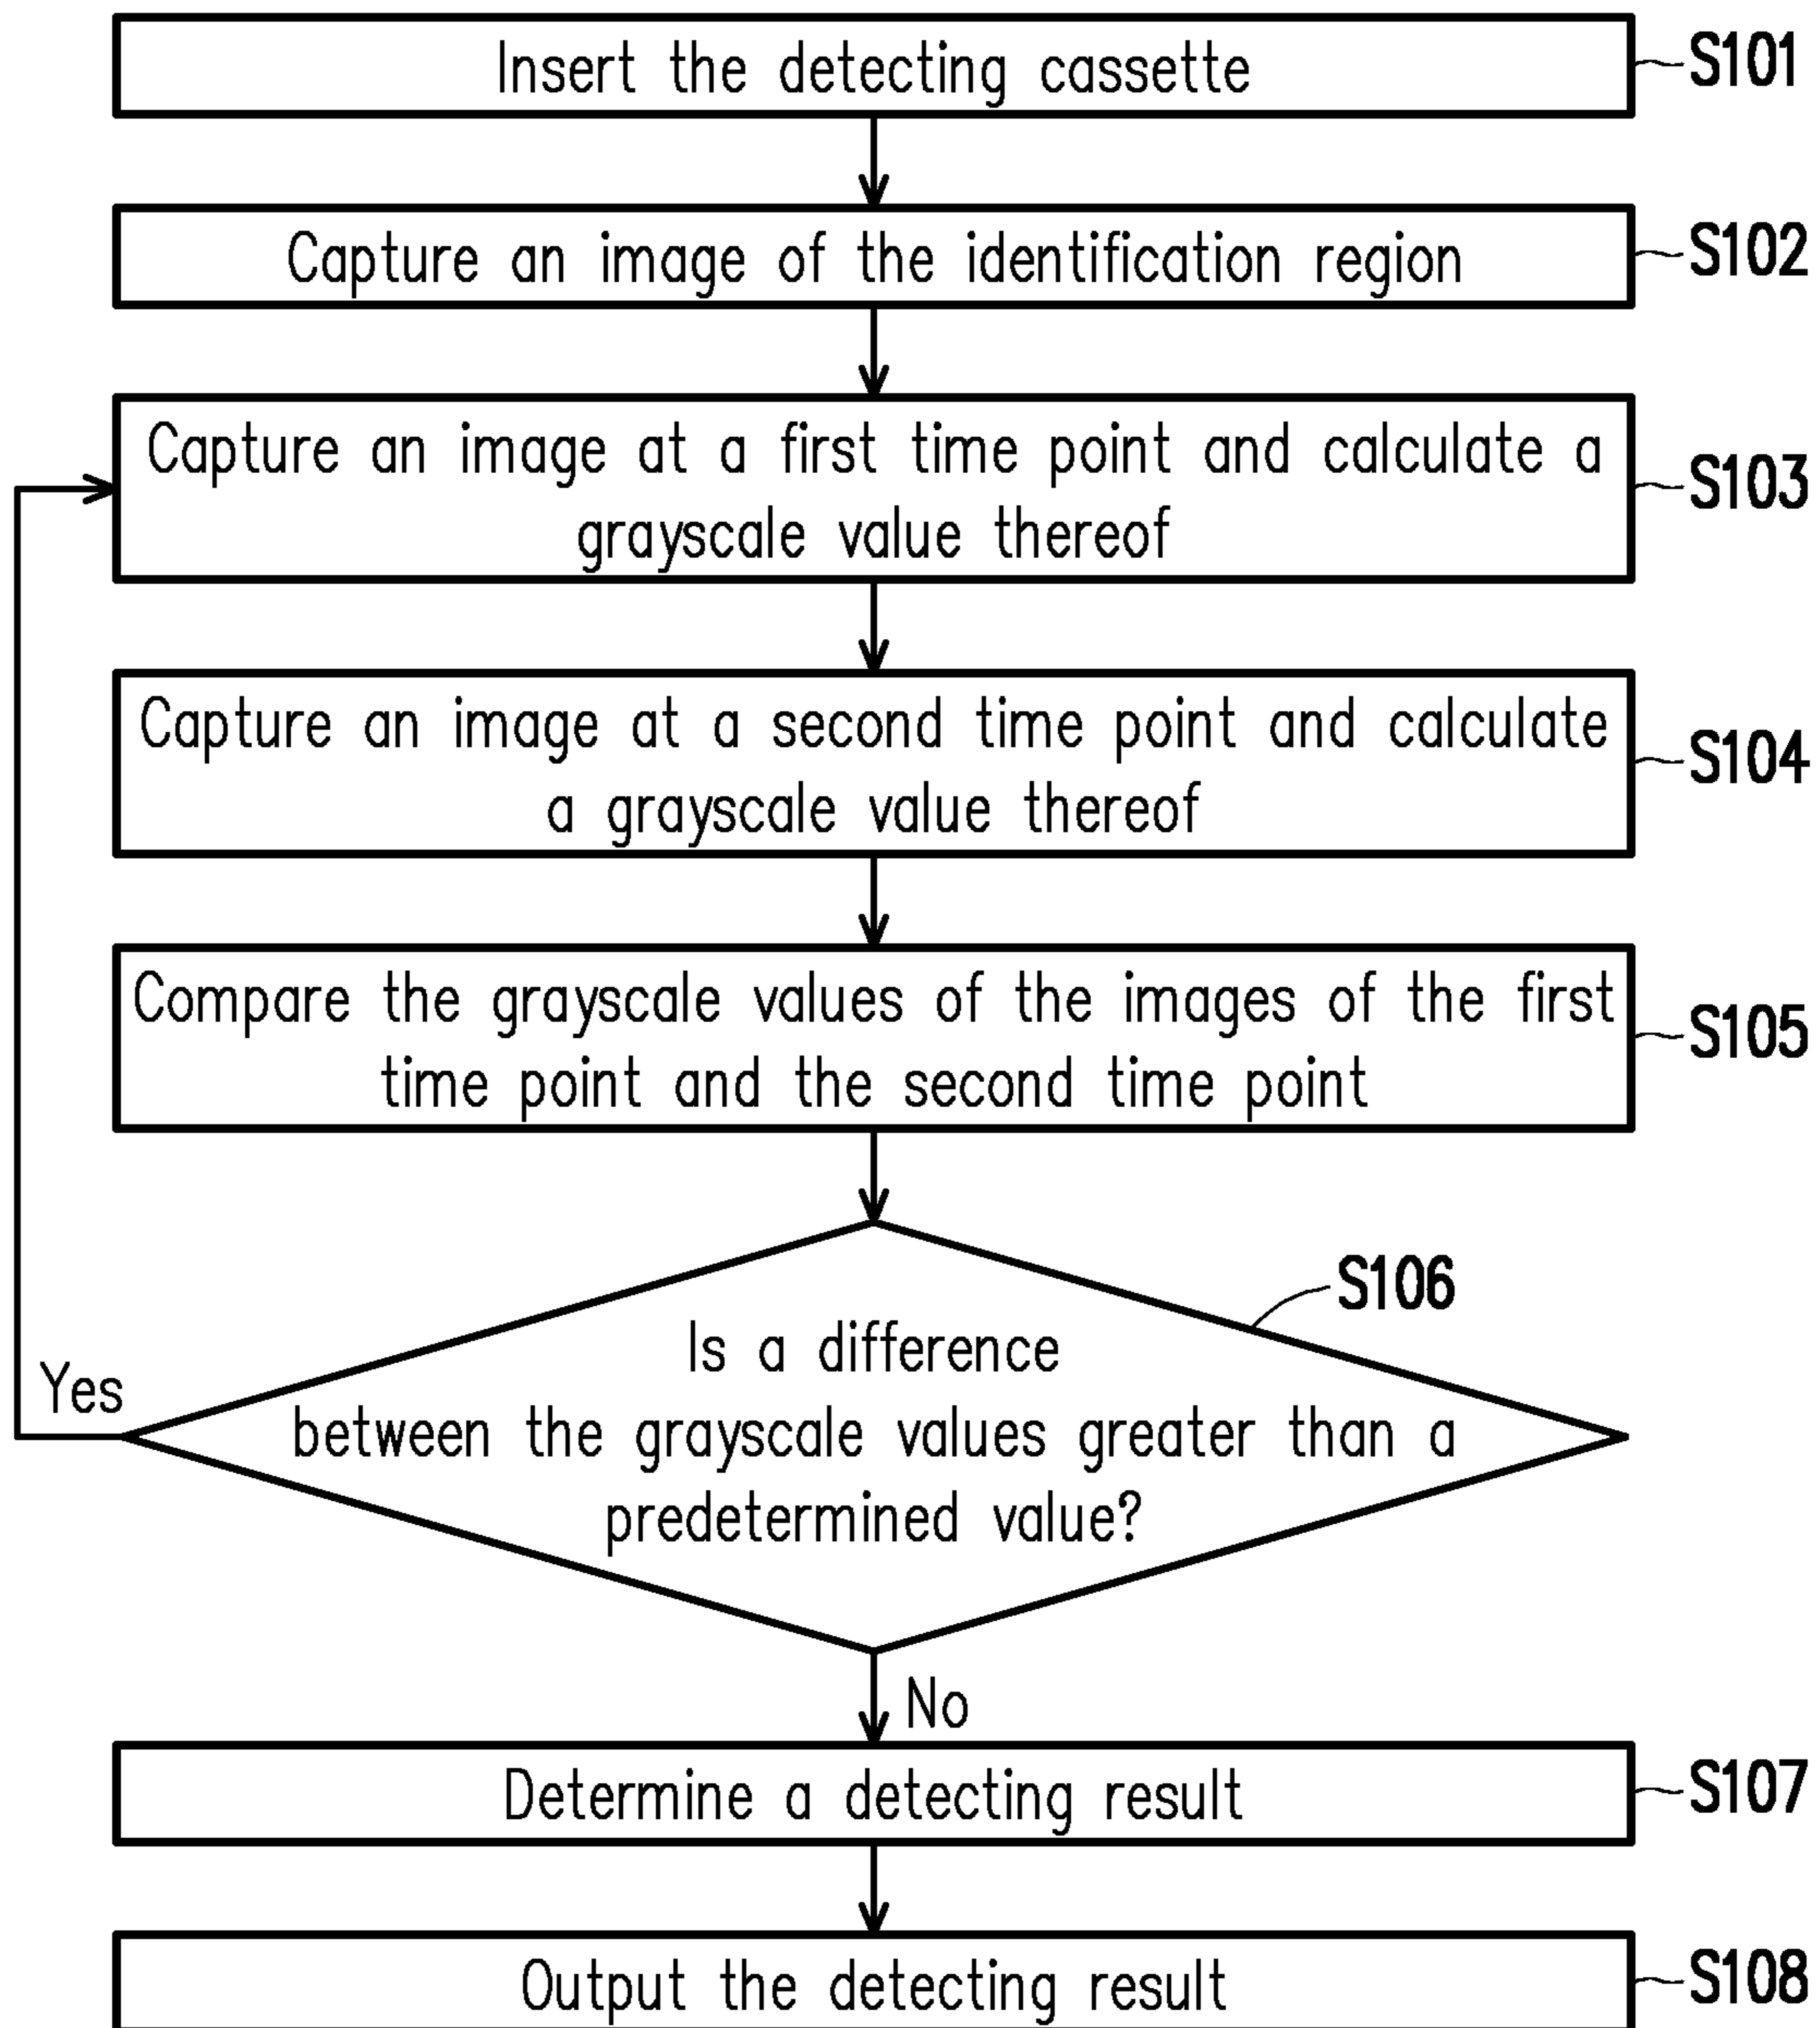 Insert the detecting cassette
S101
Capture an image of the identification region
S102
Capture an image at a first time point and calculate a
grayscale value thereof
S103
Capture an image at a second time point and calculate
a grayscale value thereof
S104
Compare the grayscale values of the images of the first
time point and the second time point
S105
S106
Is a difference
between the grayscale values greater than a
predetermined value?
Yes
No
Determine a detecting result
S107
Output the detecting result
S108